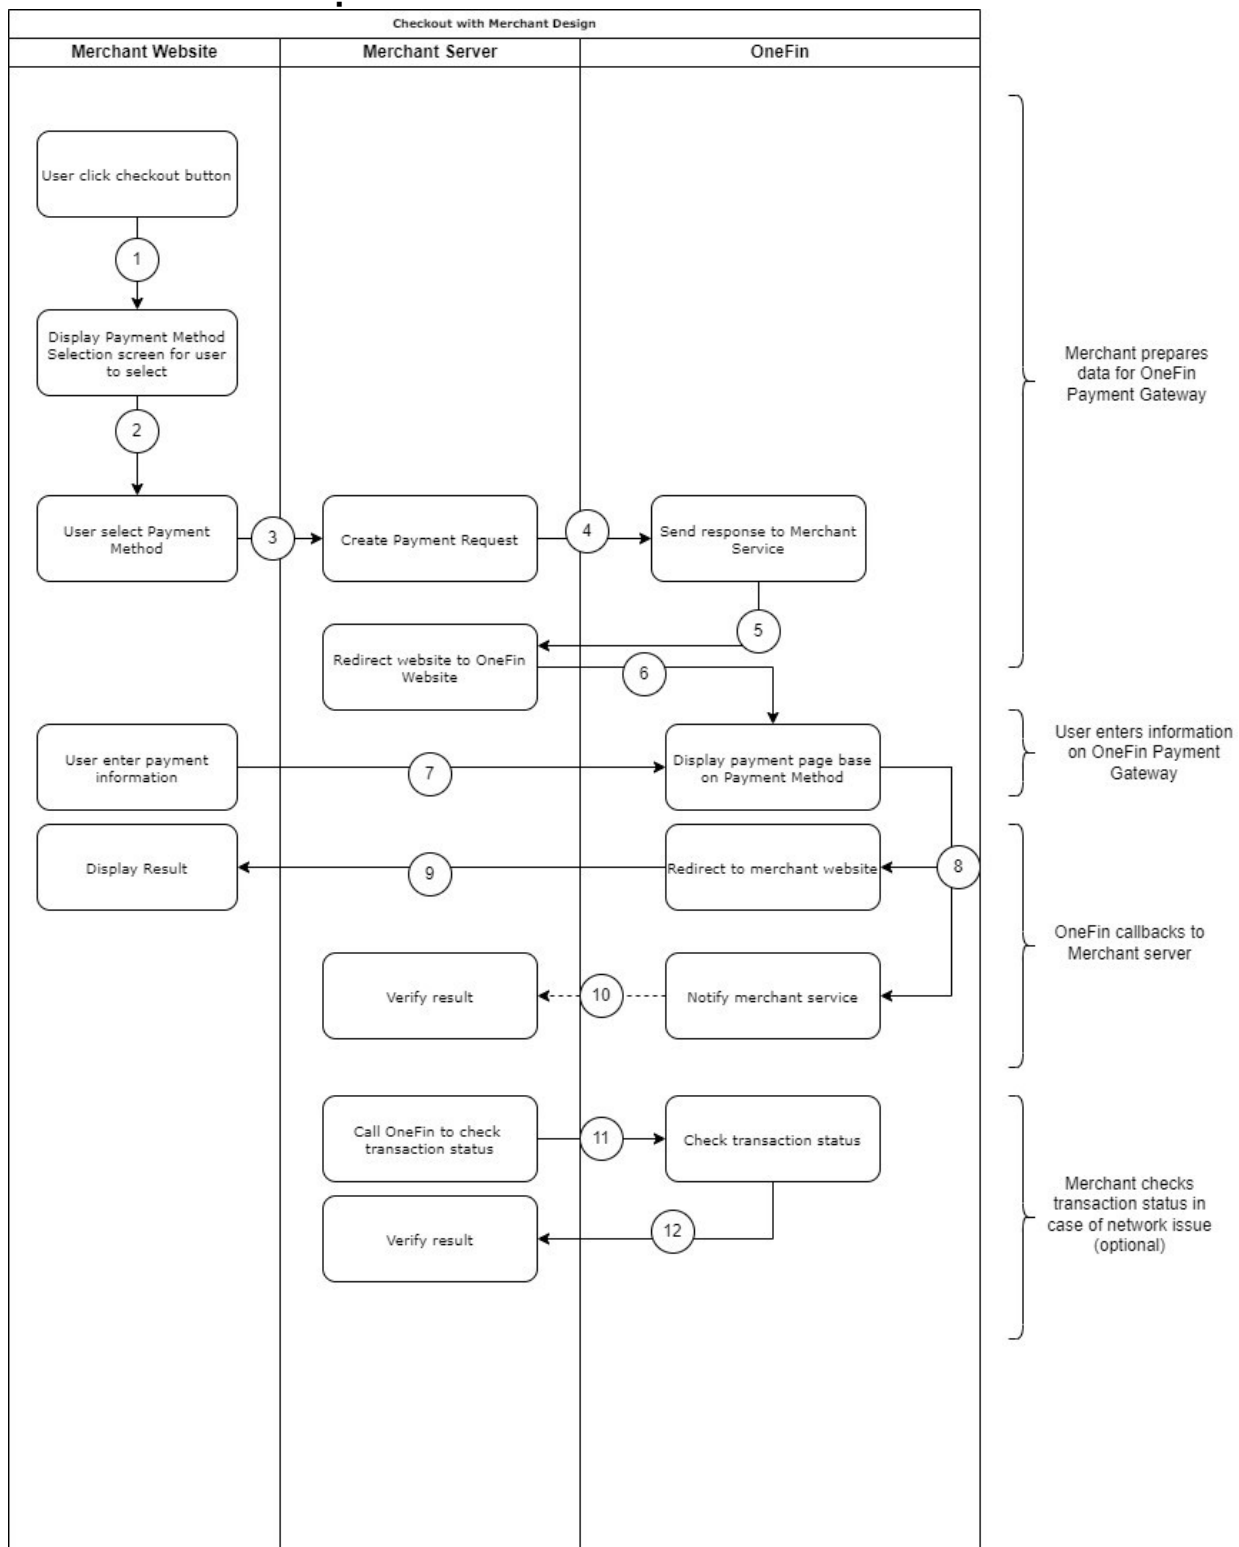 Checkout with Merchant Design
Merchant Website
Merchant Server
OneFin
User click checkout button
1
Display Payment Method
Selection screen for user
to select
2
User select Payment
Method
3
Create Payment Request
4
Send response to Merchant
Service
5
Merchant prepares
data for OneFin
Payment Gateway
Redirect website to OneFin
Website
6
User enter payment
information
7
Display payment page base
on Payment Method
User enters information
on OneFin Payment
Gateway
Display Result
9
Redirect to merchant website
8
Verify result
10
Notify merchant service
OneFin callbacks to
Merchant server
Call OneFin to check
transaction status
11
Check transaction status
Verify result
12
Merchant checks
transaction status in
case of network issue
(optional)